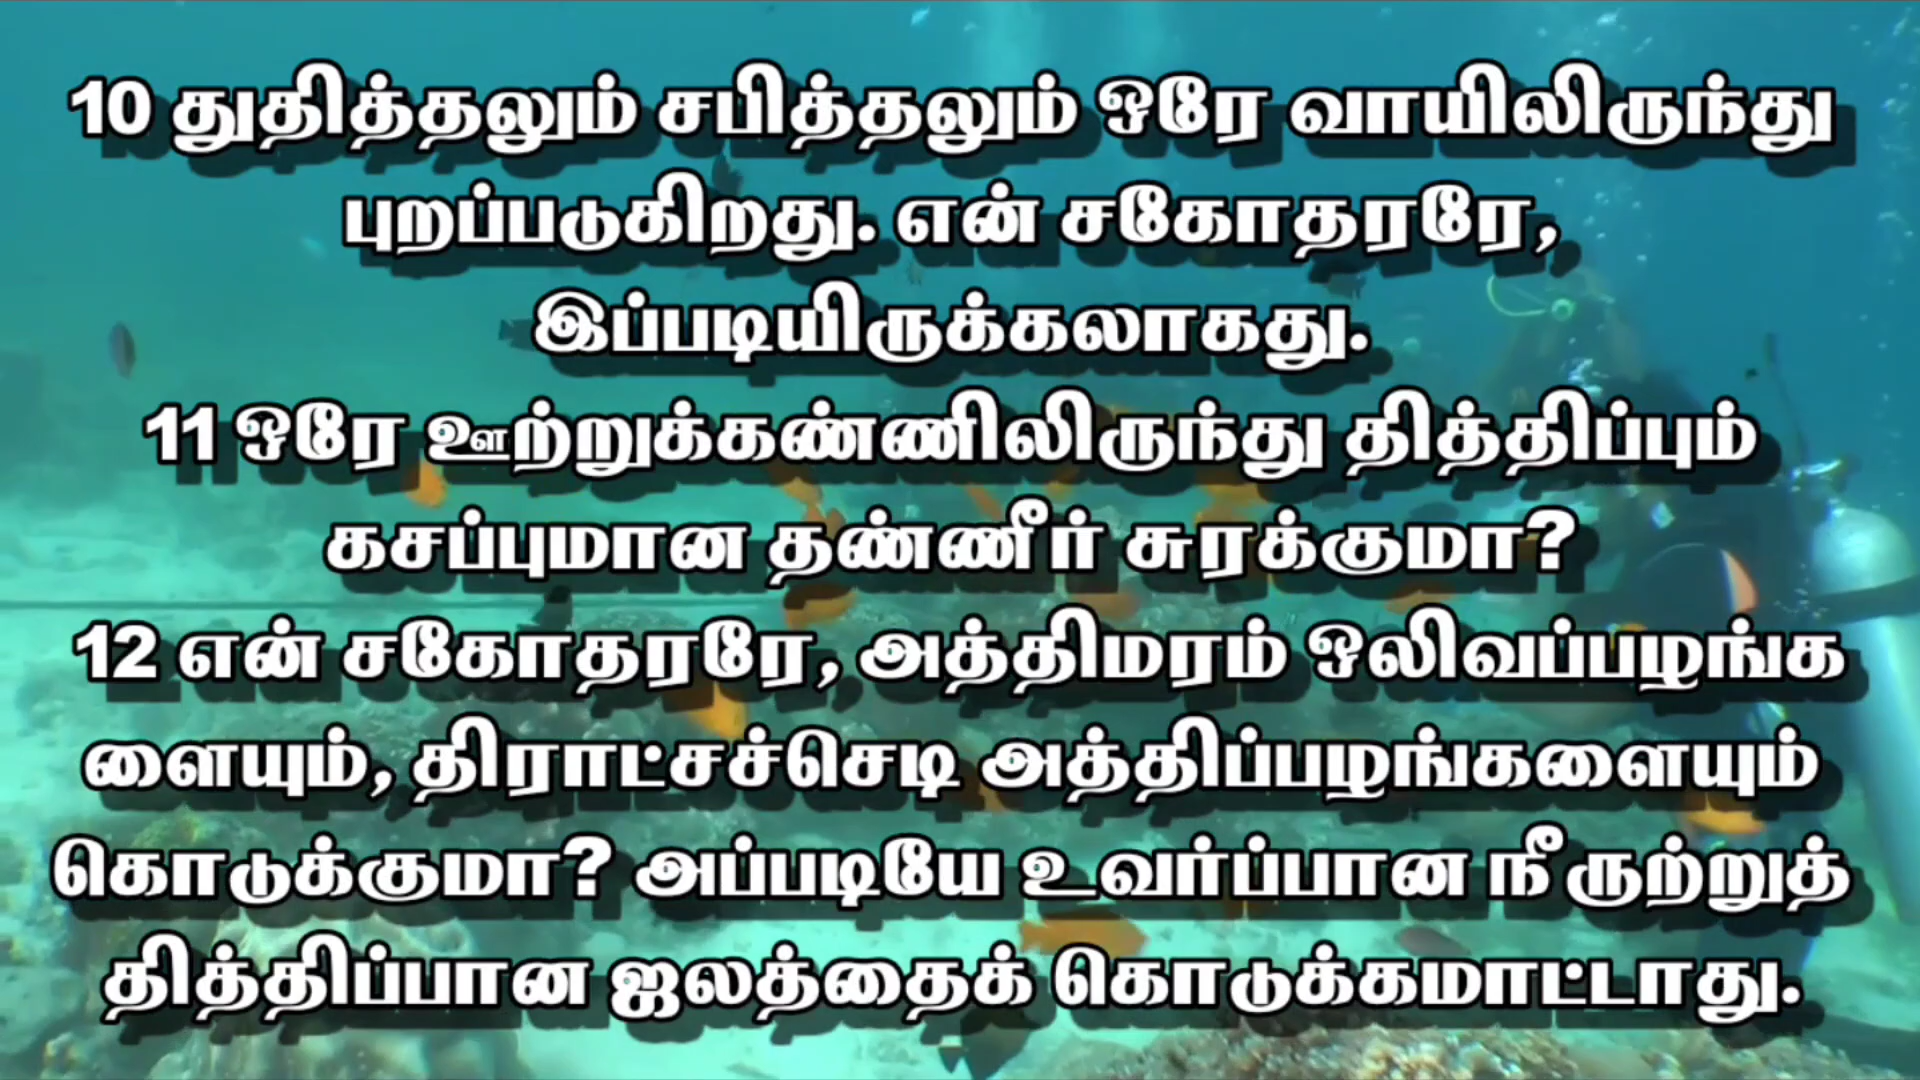 10 துதித்தலும் சபித்தலும் ஒரே வாயிலிருந்து
புறப்படுகிறது. என் சகோதரரே,
இப்படியிருக்கலாகது.
11 ஒரே ஊற்றுக்கண்ணிலிருந்து தித்திப்பும்
கசப்புமான தண்ணீர் சுரக்குமா?
12 என் சகோதரரே, அத்திமரம் ஒலிவப்பழங்க
ளையும், திராட்சச்செடி அத்திப்பழங்களையும்
கொடுக்குமா? அப்படியே உவர்ப்பான நீருற்றுத்
தித்திப்பான ஜலத்தைக் கொடுக்கமாட்டாது.